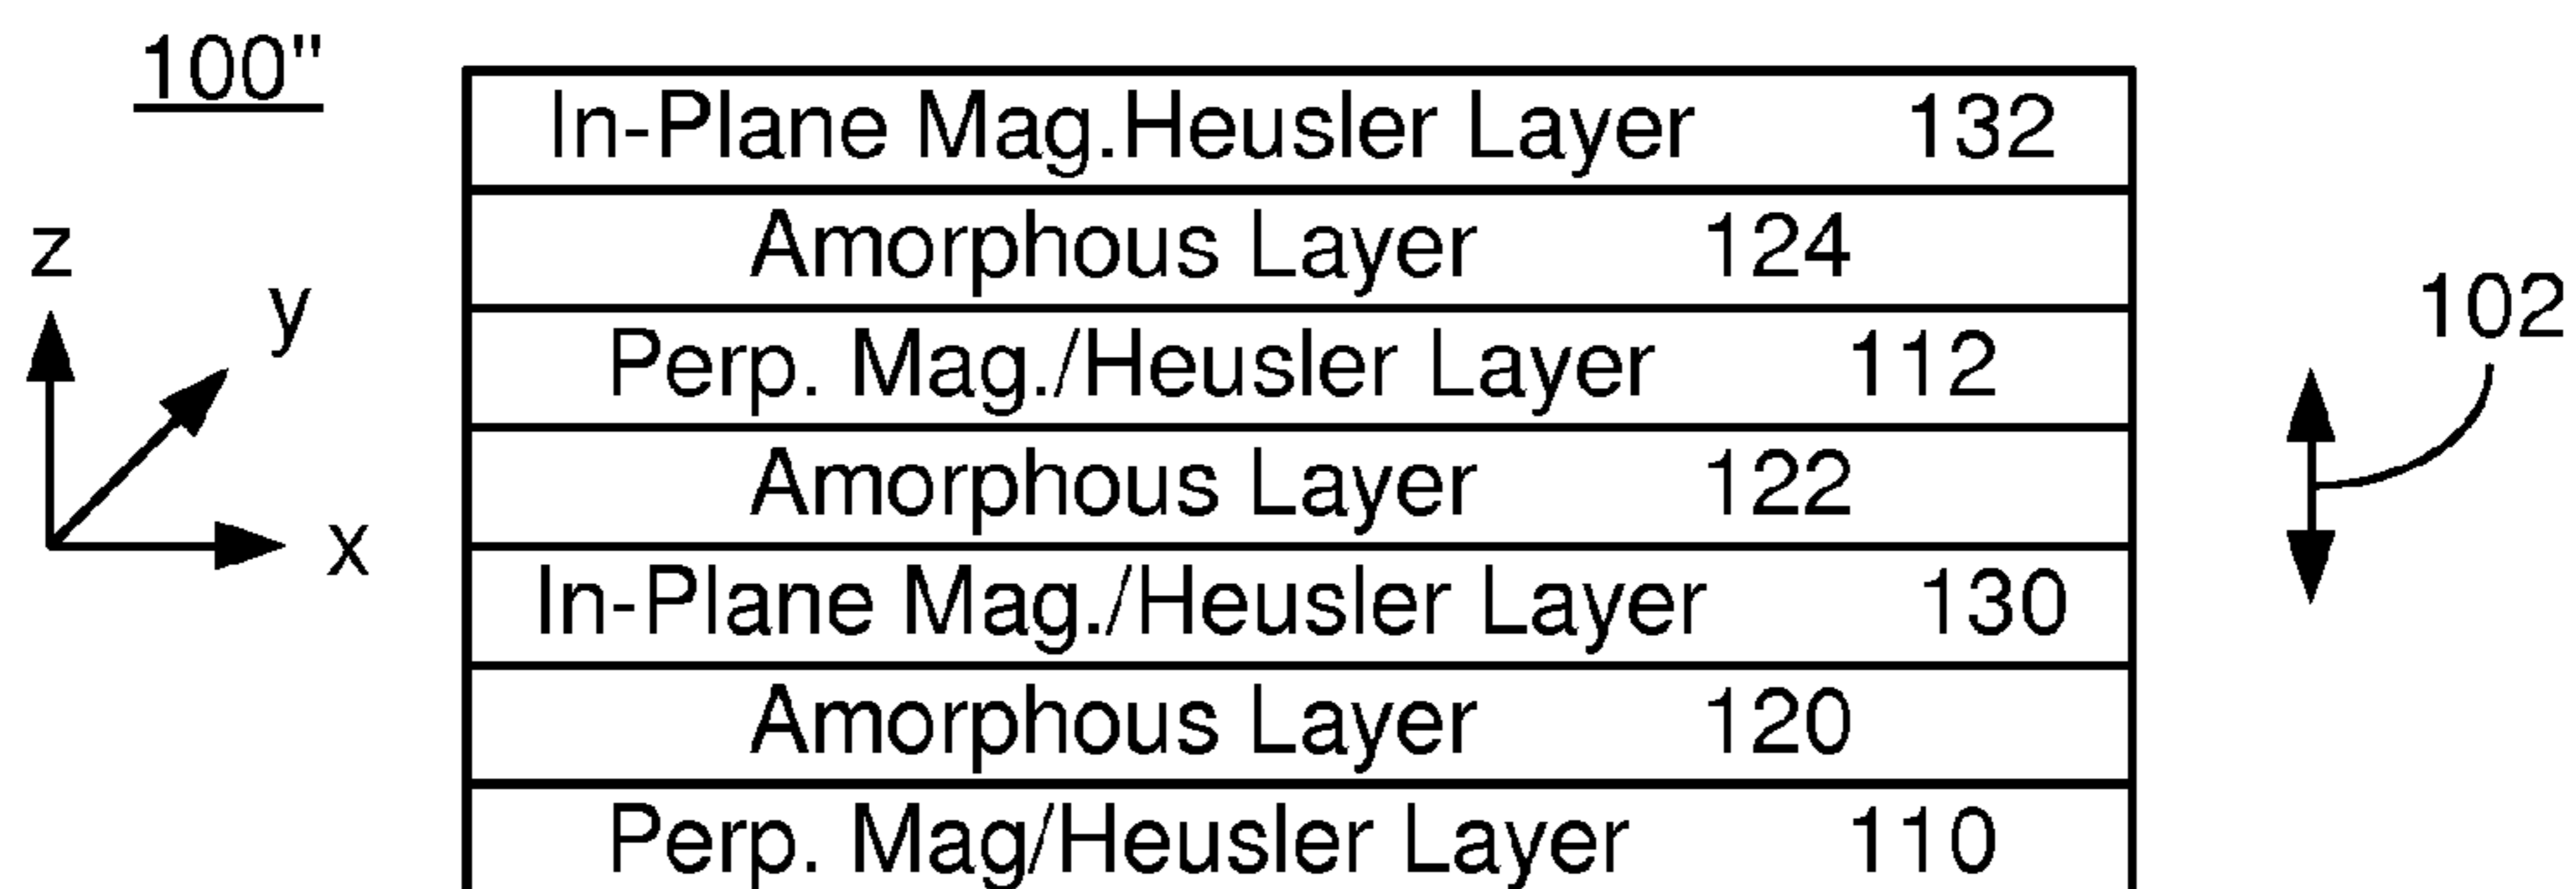 100"
In-Plane Mag.Heusler Layer 132
Amorphous Layer 124
z
y
Perp. Mag./Heusler Layer 112
102
Amorphous Layer 122
x
In-Plane Mag./Heusler Layer 130
Amorphous Layer 120
Perp. Mag/Heusler Layer 110